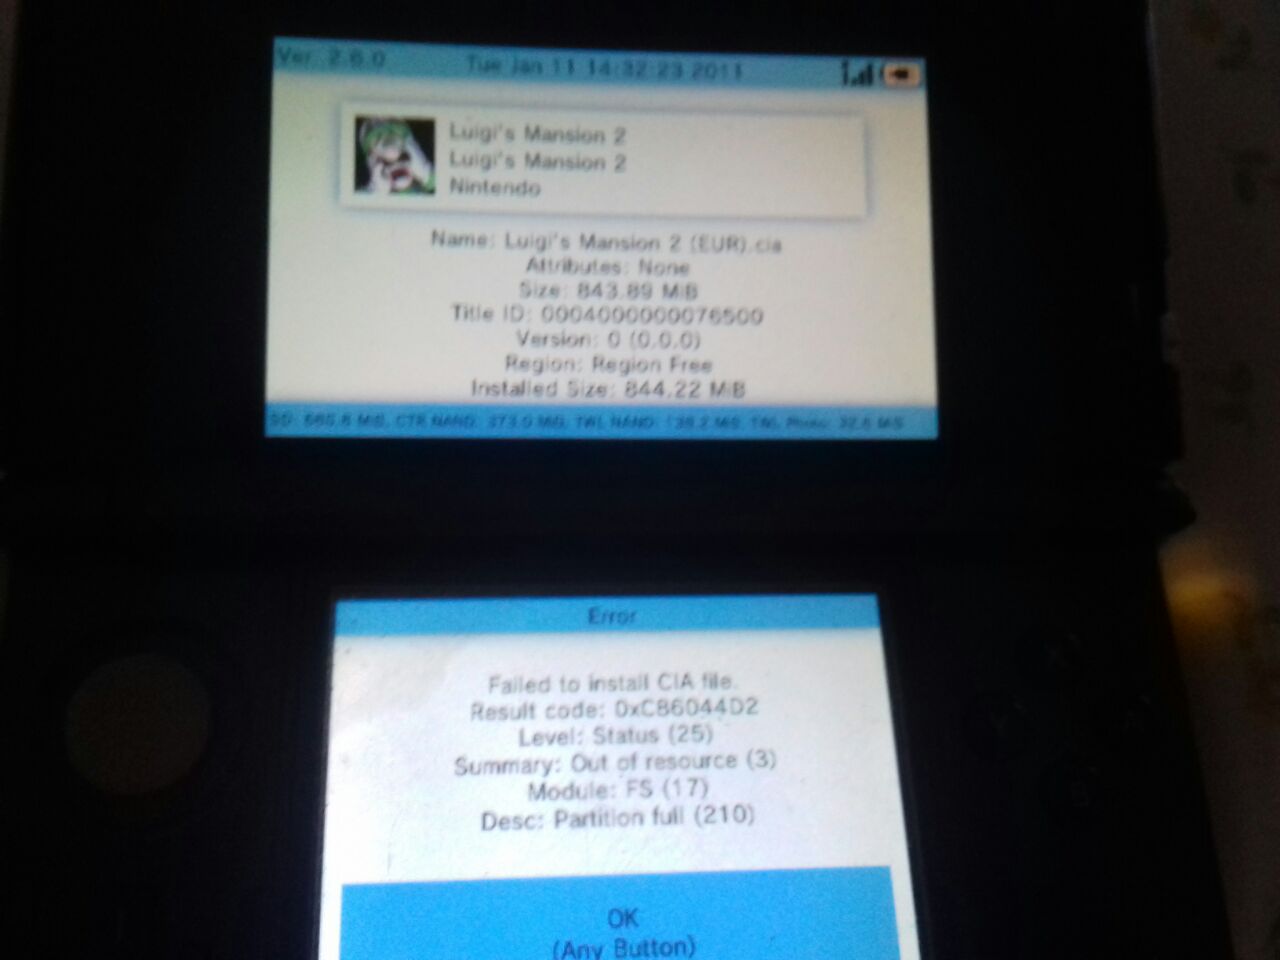 Ver. 2.6.0
Tue Jan 11 14:32:23 2011
Luigi's Mansion 2
Luigi's Mansion 2
Nintendo
Name: Luigi's Mansion 2 (EUR).cia
Attributes: None
Size: 843.89 MiB
Title ID: 0004000000076500
Version: 0 (0.0.0)
Region: Region Free
Installed Size: 844.22 MiB
SD: MiB, CTR NAND: 373.0 MiB, TWL NAND: MiB, TWL Photo: MiB
Error
Failed to install CIA file.
Result code: 0xC86044D2
Level: Status (25)
Summary: Out of resource (3)
Module: FS (17)
Desc: Partition full (210)
OK
(Any Button)